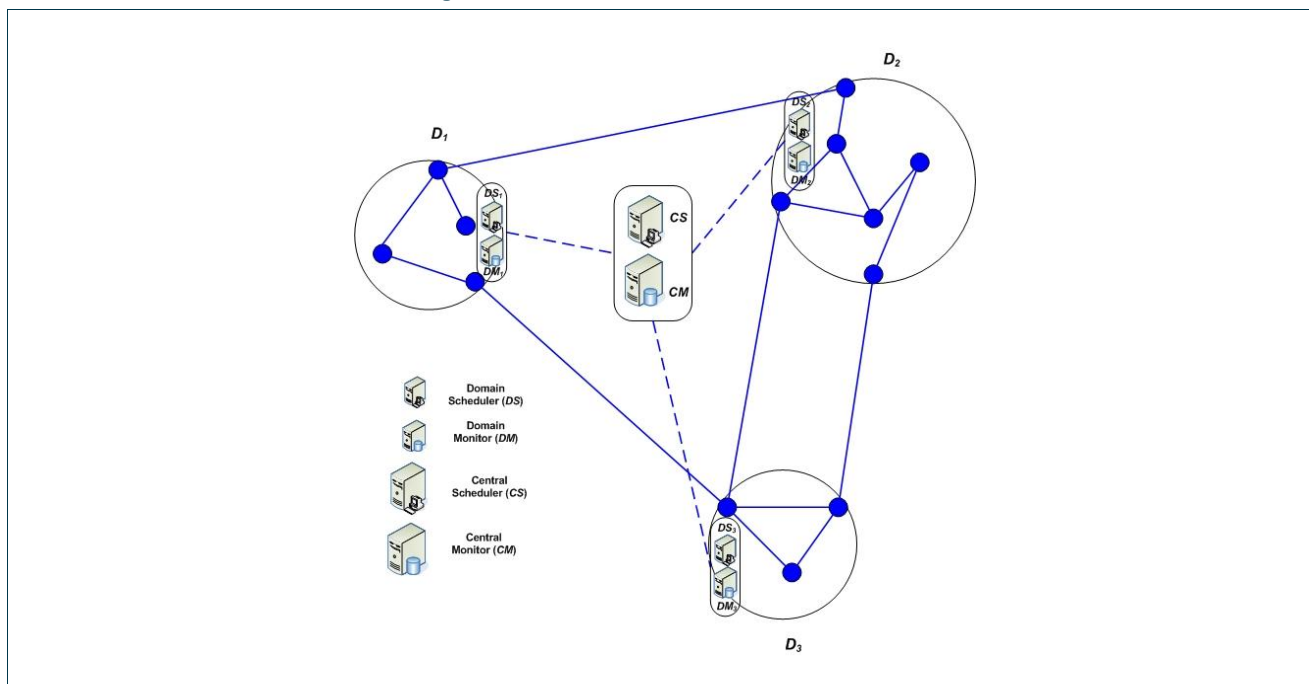 D₂
DS₂
DM₂
D₁
DS₁
DM₁
CS
CM
Domain
Scheduler (DS)
Domain
Monitor (DM)
Central
Scheduler (CS)
Central
Monitor (CM)
DS₃
DM₃
D₃